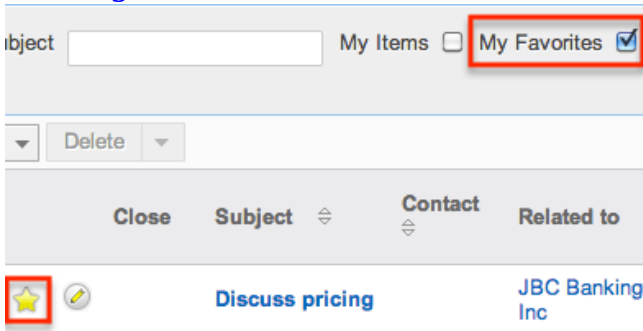 ubject My Items My Favorites
Delete
Close Subject Contact Related to
Discuss pricing JBC Banking
Inc